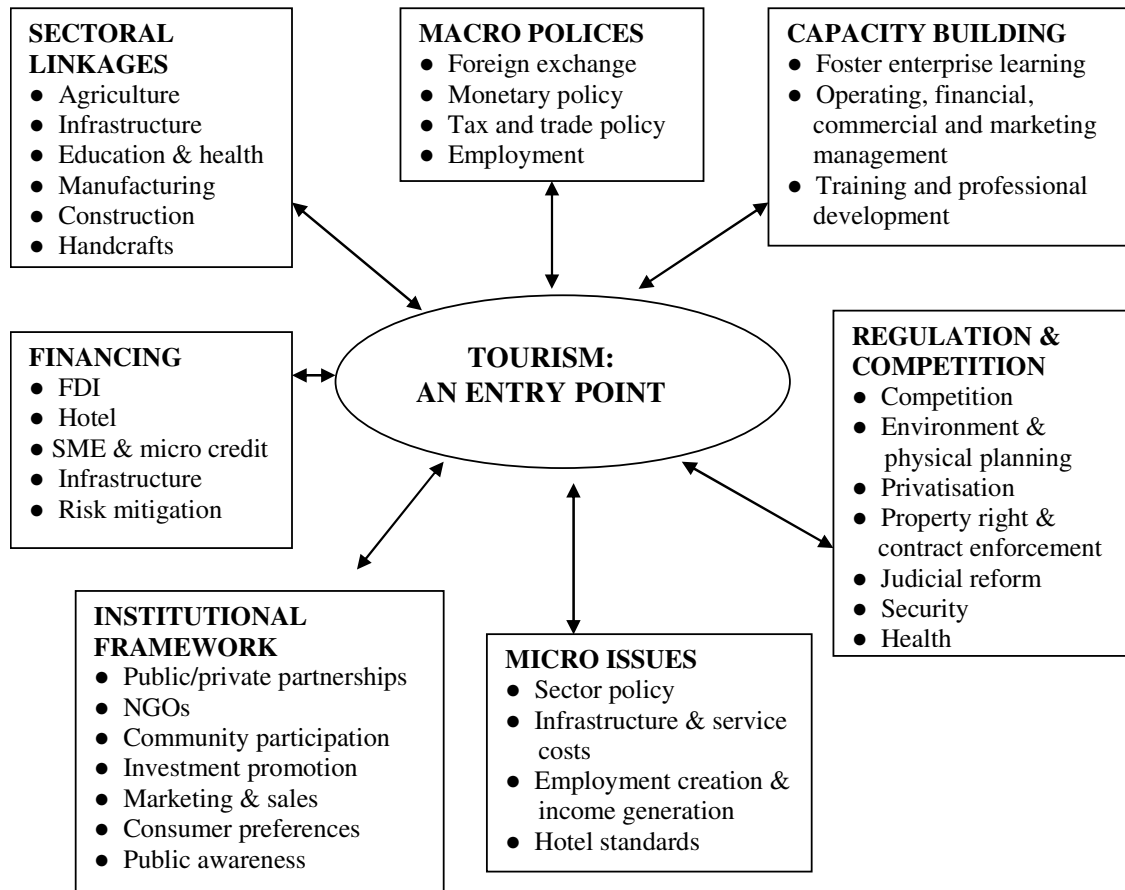 SECTORAL
LINKAGES
● Agriculture
● Infrastructure
● Education & health
● Manufacturing
● Construction
● Handcrafts
MACRO POLICES
● Foreign exchange
● Monetary policy
● Tax and trade policy
● Employment
CAPACITY BUILDING
● Foster enterprise learning
● Operating, financial,
commercial and marketing
management
● Training and professional
development
FINANCING
● FDI
● Hotel
● SME & micro credit
● Infrastructure
● Risk mitigation
TOURISM:
AN ENTRY POINT
REGULATION &
COMPETITION
● Competition
● Environment &
physical planning
● Privatisation
● Property right &
contract enforcement
● Judicial reform
● Security
● Health
INSTITUTIONAL
FRAMEWORK
● Public/private partnerships
● NGOs
● Community participation
● Investment promotion
● Marketing & sales
● Consumer preferences
● Public awareness
MICRO ISSUES
● Sector policy
● Infrastructure & service
costs
● Employment creation &
income generation
● Hotel standards